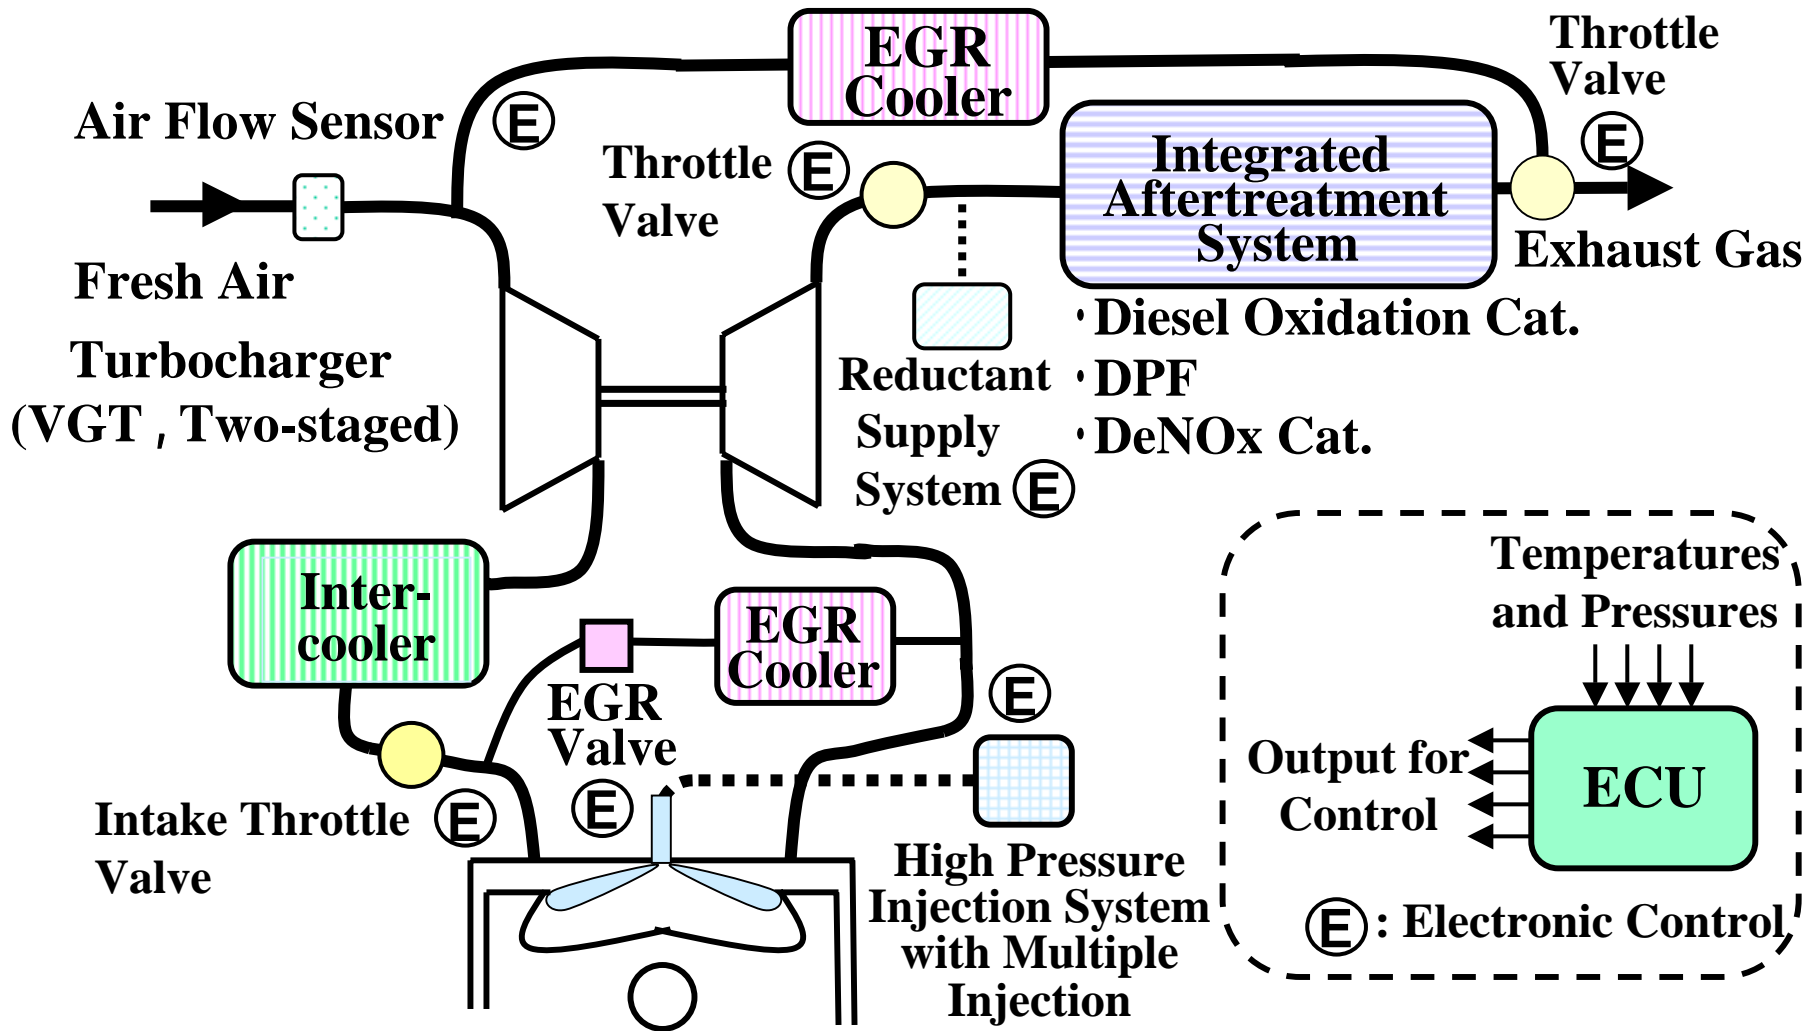 EGR
Cooler
Throttle
Valve
E
Air Flow Sensor
E
Throttle
Valve
E
Integrated
Aftertreatment
System
Fresh Air
Exhaust Gas
Turbocharger
(VGT , Two-staged)
Reductant
Supply
System E
・Diesel Oxidation Cat.
・DPF
・DeNOx Cat.
Inter-
cooler
EGR
Cooler
EGR
Valve
E
E
Intake Throttle
Valve
E
High Pressure
Injection System
with Multiple
Injection
Temperatures
and Pressures
Output for
Control
ECU
E : Electronic Control